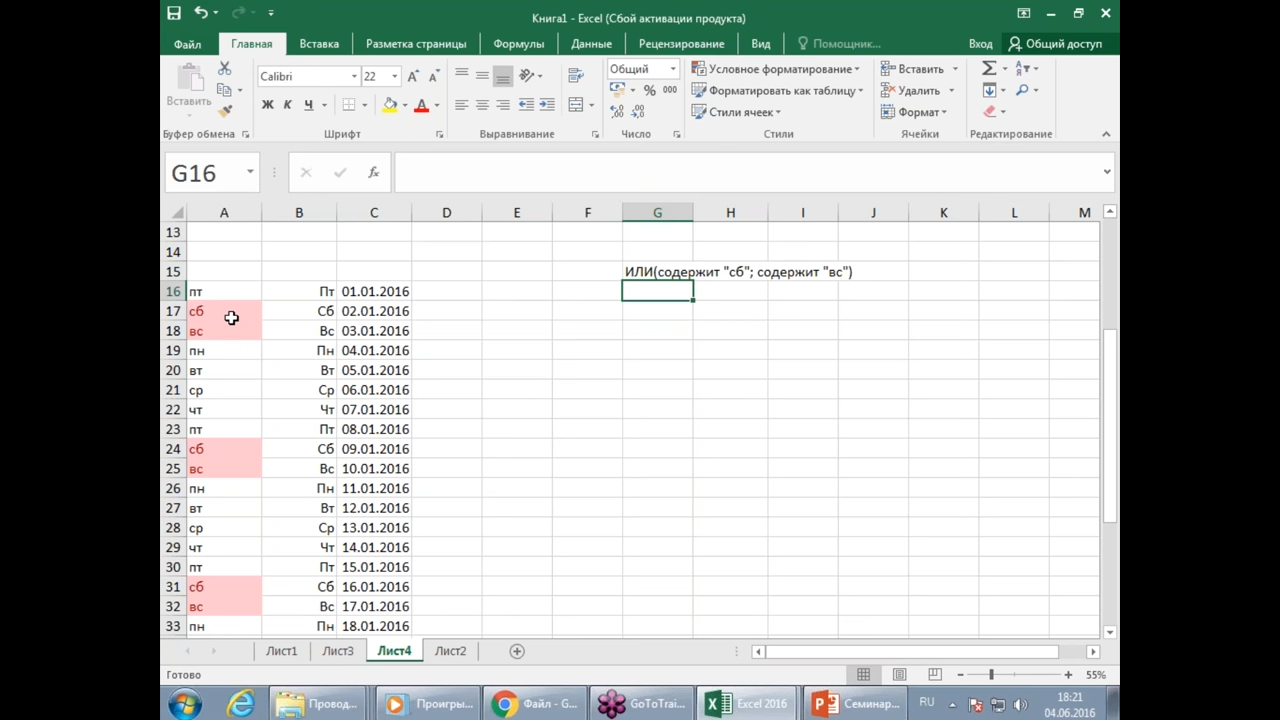 Книга1 - Excel (Сбой активации продукта)
Файл Главная Вставка Разметка страницы Формулы Данные Рецензирование Вид Помощник... Вход Общий доступ
Вставить Calibri 22 Общий Условное форматирование Вставить
Ж К Ч % 000 Форматировать как таблицу Удалить
Стили ячеек Формат
Буфер обмена Шрифт Выравнивание Число Стили Ячейки Редактирование
G16 fx
A B C D E F G H I J K L M
13
14
15 ИЛИ(содержит "сб"; содержит "вс")
16 пт Пт 01.01.2016
17 сб Сб 02.01.2016
18 вс Вс 03.01.2016
19 пн Пн 04.01.2016
20 вт Вт 05.01.2016
21 ср Ср 06.01.2016
22 чт Чт 07.01.2016
23 пт Пт 08.01.2016
24 сб Сб 09.01.2016
25 вс Вс 10.01.2016
26 пн Пн 11.01.2016
27 вт Вт 12.01.2016
28 ср Ср 13.01.2016
29 чт Чт 14.01.2016
30 пт Пт 15.01.2016
31 сб Сб 16.01.2016
32 вс Вс 17.01.2016
33 пн Пн 18.01.2016
Лист1 Лист3 Лист4 Лист2
Готово 55%
Провод... Проигры... Файл - G... GoToTrai... Excel 2016 Семинар... RU 18:21
04.06.2016